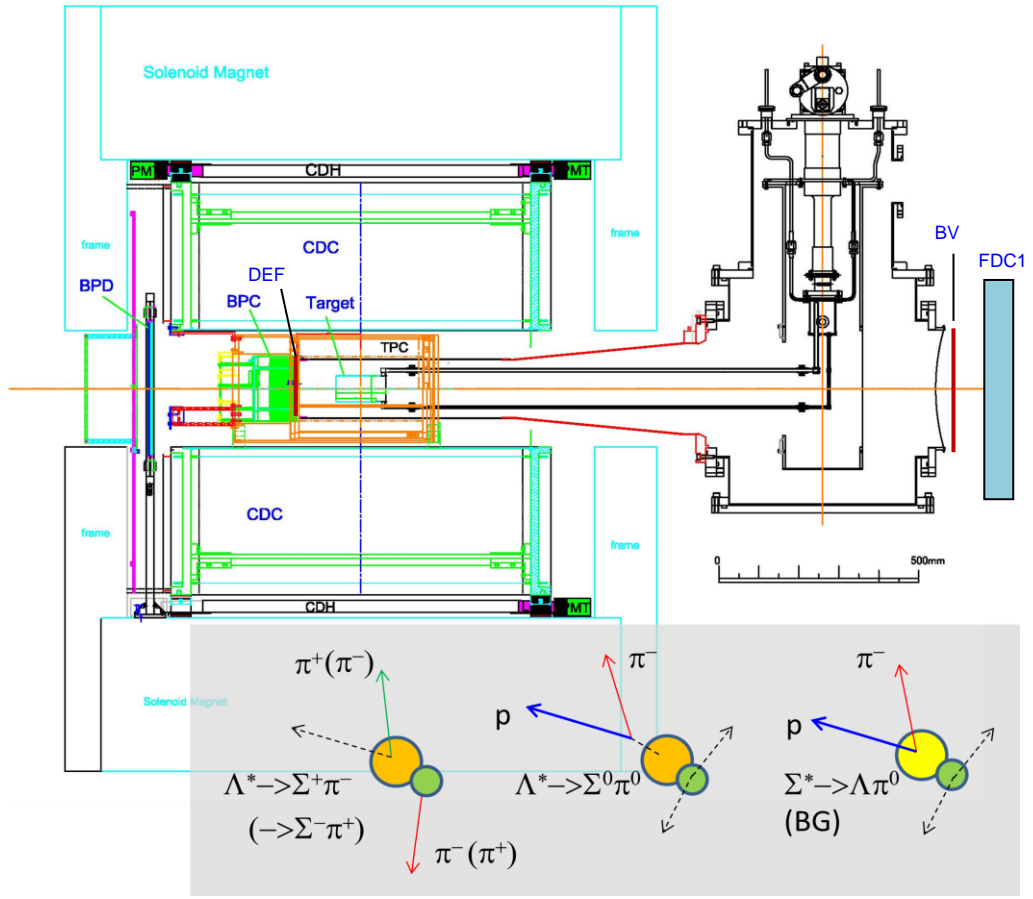 Solenoid Magnet
PMT
CDH
PMT
frame
CDC
frame
BPD
DEF
BPC
Target
TPC
BV
FDC1
CDC
frame
frame
0
500mm
PMT
CDH
PMT
Solenoid Magnet
π⁺(π⁻)
Λ*–>Σ⁺π⁻
(–>Σ⁻π⁺)
π⁻(π⁺)
π⁻
p
Λ*–>Σ⁰π⁰
π⁻
p
Σ*–>Λπ⁰
(BG)